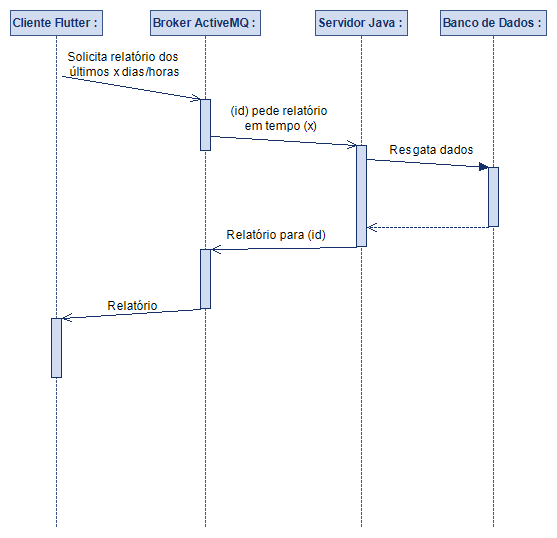 Cliente Flutter :
Broker ActiveMQ :
Servidor Java :
Banco de Dados :
Solicita relatório dos
últimos x dias/horas
(id) pede relatório
em tempo (x)
Resgata dados
Relatório para (id)
Relatório